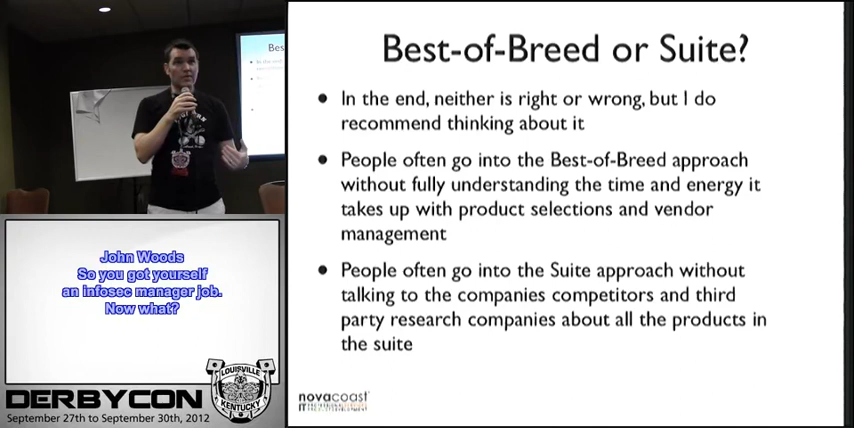 Best-of-Breed or Suite?
• In the end, neither is right or wrong, but I do
recommend thinking about it
• People often go into the Best-of-Breed approach
without fully understanding the time and energy it
takes up with product selections and vendor
management
• People often go into the Suite approach without
talking to the companies competitors and third
party research companies about all the products in
the suite
novacoast
IT
John Woods
So you got yourself
an infosec manager job.
Now what?
LOUISVILLE
KENTUCKY
DERBYCON
September 27th to September 30th, 2012
Bes